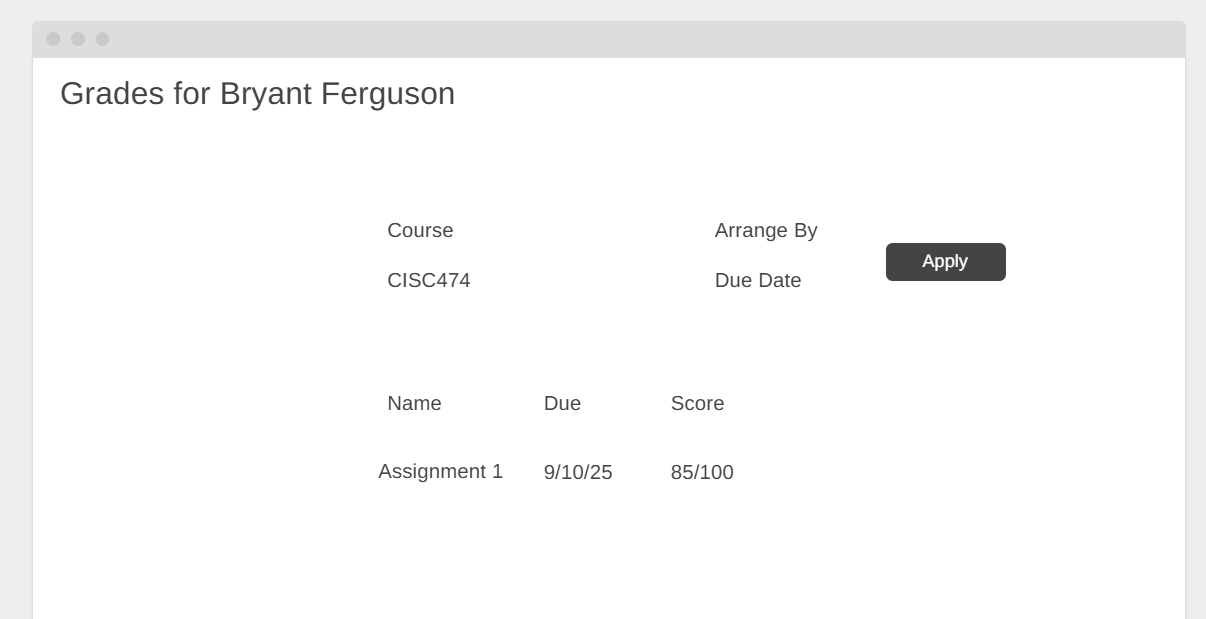 Grades for Bryant Ferguson
Course Arrange By
Apply
CISC474 Due Date
Name Due Score
Assignment 1 9/10/25 85/100